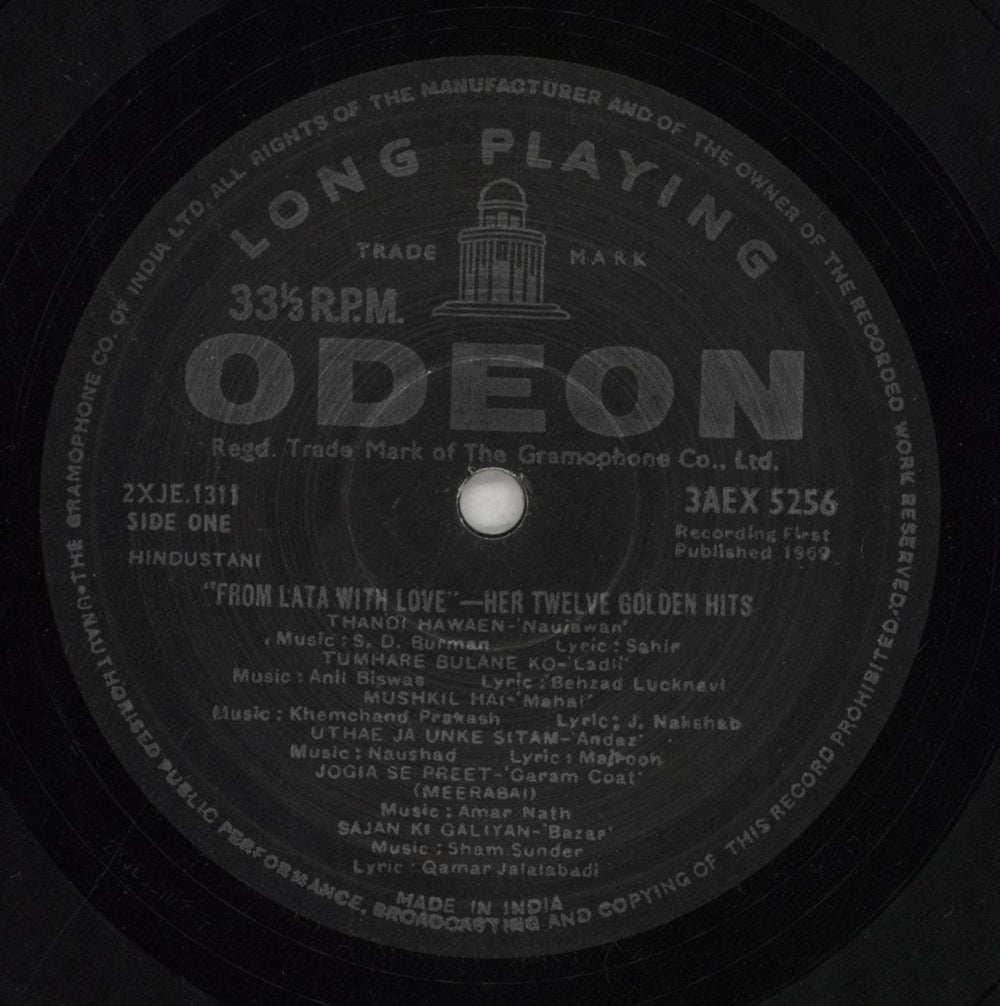 THE GRAMOPHONE CO. OF INDIA LTD. ALL RIGHTS OF THE MANUFACTURER AND OF THE OWNER OF THE RECORDED WORK RESERVED.
UNAUTHORISED PUBLIC PERFORMANCE, BROADCASTING AND COPYING OF THIS RECORD PROHIBITED.
LONG PLAYING
TRADE MARK
33⅓ R.P.M.
ODEON
Regd. Trade Mark of The Gramophone Co., Ltd.
2XJE.1311 3AEX 5256
SIDE ONE Recording First
Published 1969
HINDUSTANI
"FROM LATA WITH LOVE"—HER TWELVE GOLDEN HITS
THANDI HAWAEN-'Naujawan'
Music : S. D. Burman Lyric : Sahir
TUMHARE BULANE KO-'Ladli'
Music : Anil Biswas Lyric : Behzad Lucknavi
MUSHKIL HAI-'Mahal'
Music : Khemchand Prakash Lyric : J. Nakshab
UTHAE JA UNKE SITAM-'Andaz'
Music : Naushad Lyric : Majrooh
JOGIA SE PREET-'Garam Coat'
(MEERABAI)
Music : Amar Nath
SAJAN KI GALIYAN-'Bazar'
Music : Sham Sunder
Lyric : Qamar Jalalabadi
MADE IN INDIA